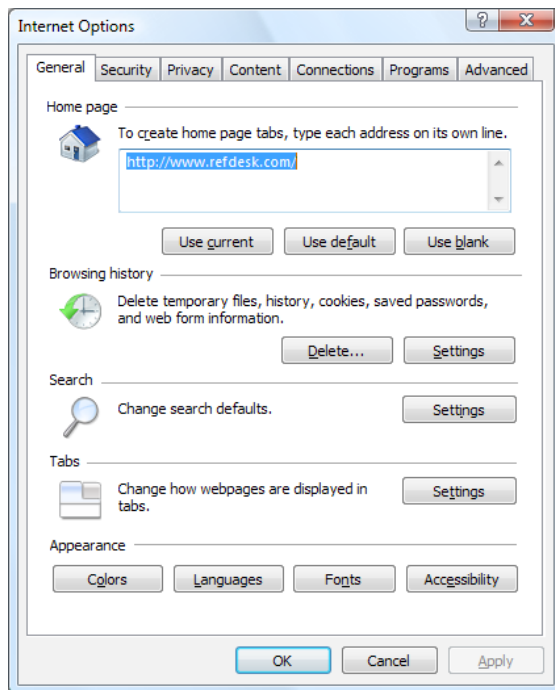 Internet Options
General Security Privacy Content Connections Programs Advanced
Home page
To create home page tabs, type each address on its own line.
http://www.refdesk.com/
Use current Use default Use blank
Browsing history
Delete temporary files, history, cookies, saved passwords,
and web form information.
Delete... Settings
Search
Change search defaults.
Settings
Tabs
Change how webpages are displayed in
tabs.
Settings
Appearance
Colors Languages Fonts Accessibility
OK Cancel Apply